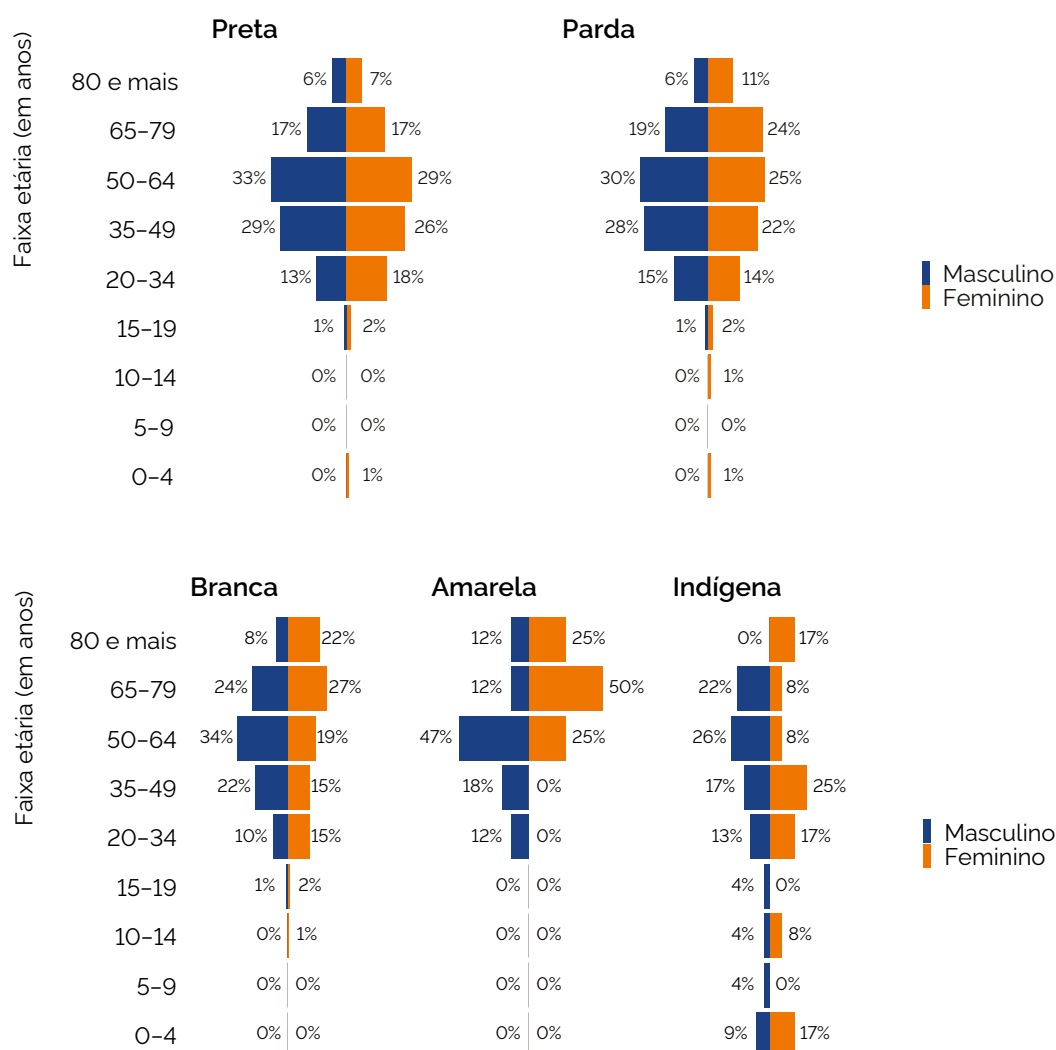 Preta Parda
Faixa etária (em anos)
80 e mais 6% 7% 6% 11%
65–79 17% 17% 19% 24%
50–64 33% 29% 30% 25%
35–49 29% 26% 28% 22%
20–34 13% 18% 15% 14%
15–19 1% 2% 1% 2%
10–14 0% 0% 0% 1%
5–9 0% 0% 0% 0%
0–4 0% 1% 0% 1%
Masculino
Feminino
Branca Amarela Indígena
Faixa etária (em anos)
80 e mais 8% 22% 12% 25% 0% 17%
65–79 24% 27% 12% 50% 22% 8%
50–64 34% 19% 47% 25% 26% 8%
35–49 22% 15% 18% 0% 17% 25%
20–34 10% 15% 12% 0% 13% 17%
15–19 1% 2% 0% 0% 4% 0%
10–14 0% 1% 0% 0% 4% 8%
5–9 0% 0% 0% 0% 4% 0%
0–4 0% 0% 0% 0% 9% 17%
Masculino
Feminino